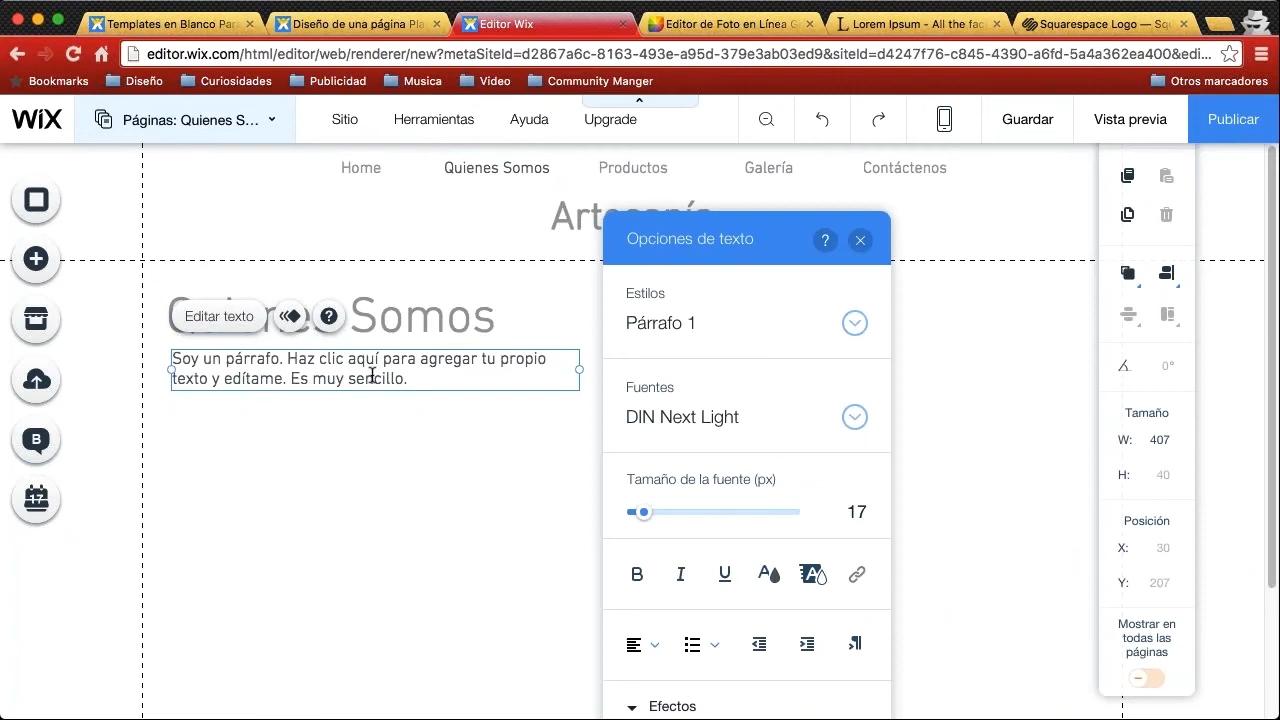 Templates en Blanco Par
Diseño de una página Pla
Editor Wix
Editor de Foto en Línea G
Lorem Ipsum - All the fac
Squarespace Logo — Sq
editor.wix.com/html/editor/web/renderer/new?metaSiteId=d2867a6c-8163-493e-a95d-37943ab03ed9&siteId=d4247f76-c845-4390-a6fd-5a4a362ea400&edi...
Bookmarks
Diseño
Curiosidades
Publicidad
Musica
Video
Community Manger
Otros marcadores
WiX
Páginas: Quienes S...
Sitio
Herramientas
Ayuda
Upgrade
Guardar
Vista previa
Publicar
Home
Quienes Somos
Productos
Galería
Contáctenos
Opciones de texto
?
Somos
Editar texto
?
Soy un párrafo. Haz clic aquí para agregar tu propio
texto y edítame. Es muy sencillo.
Estilos
Párrafo 1
Fuentes
DIN Next Light
Tamaño de la fuente (px)
17
B I U A A
Efectos
B
17
0°
Tamaño
W: 407
H: 40
Posición
X: 30
Y: 207
Mostrar en
todas las
páginas